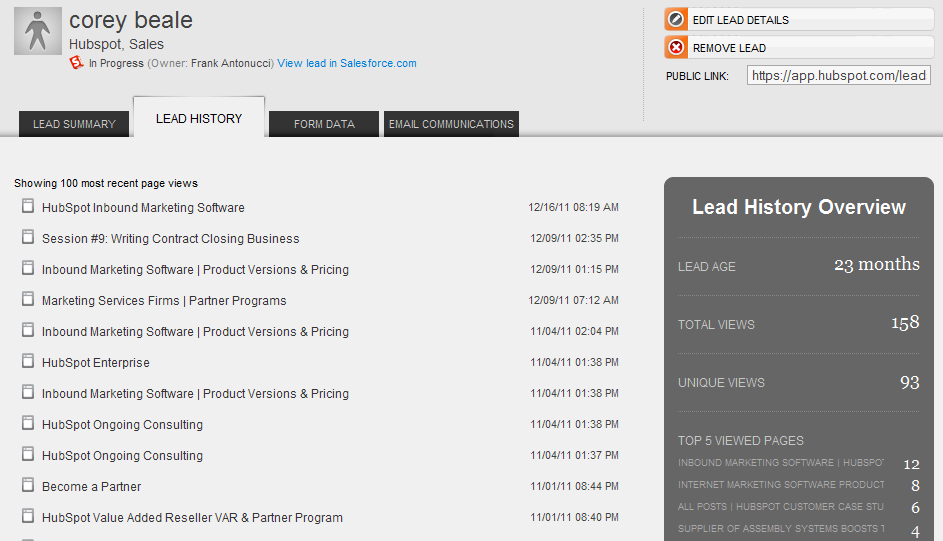 corey beale
Hubspot, Sales
In Progress (Owner: Frank Antonucci) View lead in Salesforce.com
EDIT LEAD DETAILS
REMOVE LEAD
PUBLIC LINK: https://app.hubspot.com/lead
LEAD SUMMARY
LEAD HISTORY
FORM DATA
EMAIL COMMUNICATIONS
Showing 100 most recent page views
HubSpot Inbound Marketing Software 12/16/11 08:19 AM
Session #9: Writing Contract Closing Business 12/09/11 02:35 PM
Inbound Marketing Software | Product Versions & Pricing 12/09/11 01:15 PM
Marketing Services Firms | Partner Programs 12/09/11 07:12 AM
Inbound Marketing Software | Product Versions & Pricing 11/04/11 02:04 PM
HubSpot Enterprise 11/04/11 01:38 PM
Inbound Marketing Software | Product Versions & Pricing 11/04/11 01:38 PM
HubSpot Ongoing Consulting 11/04/11 01:38 PM
HubSpot Ongoing Consulting 11/04/11 01:37 PM
Become a Partner 11/01/11 08:44 PM
HubSpot Value Added Reseller VAR & Partner Program 11/01/11 08:40 PM
Lead History Overview
LEAD AGE 23 months
TOTAL VIEWS 158
UNIQUE VIEWS 93
TOP 5 VIEWED PAGES
INBOUND MARKETING SOFTWARE | HUBSPOT 12
INTERNET MARKETING SOFTWARE PRODUCT 8
ALL POSTS | HUBSPOT CUSTOMER CASE STU 6
SUPPLIER OF ASSEMBLY SYSTEMS BOOSTS T 4